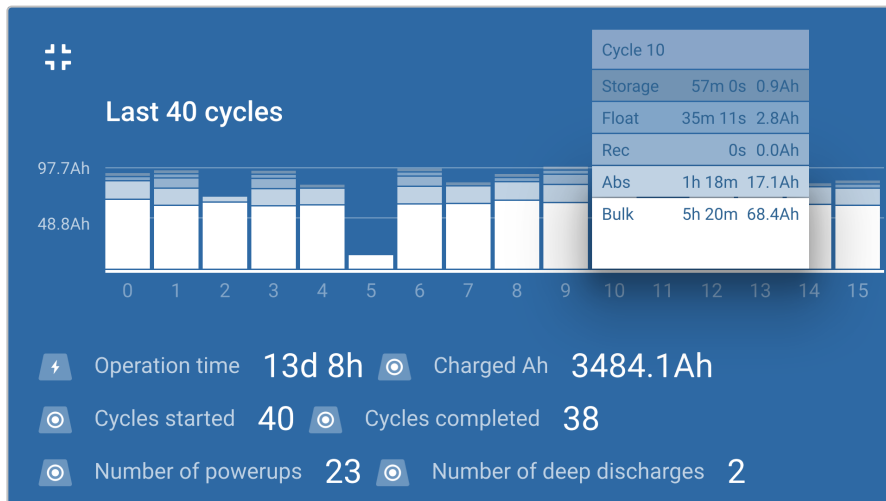 Cycle 10
Storage 57m 0s 0.9Ah
Float 35m 11s 2.8Ah
Rec 0s 0.0Ah
Abs 1h 18m 17.1Ah
Bulk 5h 20m 68.4Ah
Last 40 cycles
97.7Ah
48.8Ah
0 1 2 3 4 5 6 7 8 9 10 11 12 13 14 15
Operation time 13d 8h Charged Ah 3484.1Ah
Cycles started 40 Cycles completed 38
Number of powerups 23 Number of deep discharges 2